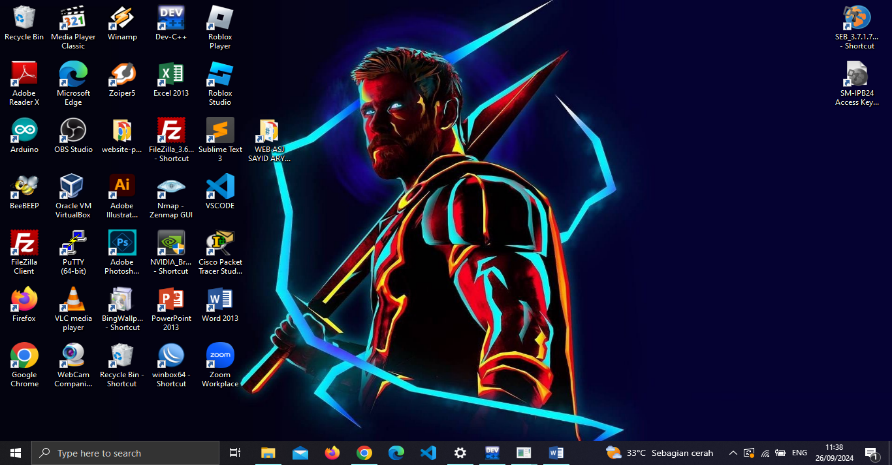 Recycle Bin
Media Player
Classic
Winamp
Dev-C++
Roblox
Player
Adobe
Reader X
Microsoft
Edge
Zoiper5
Excel 2013
Roblox
Studio
Arduino
OBS Studio
website-p...
FileZilla_3.6...
- Shortcut
Sublime Text
3
WEB ASJ
SAYID ARY...
BeeBEEP
Oracle VM
VirtualBox
Adobe
Illustrat...
Nmap -
Zenmap GUI
VSCODE
FileZilla
Client
PuTTY
(64-bit)
Adobe
Photosh...
NVIDIA_Br...
- Shortcut
Cisco Packet
Tracer Stud...
Firefox
VLC media
player
BingWallp...
- Shortcut
PowerPoint
2013
Word 2013
Google
Chrome
WebCam
Compani...
Recycle Bin -
Shortcut
winbox64 -
Shortcut
Zoom
Workplace
SEB_3.7.1.7...
- Shortcut
SM-IPB24
Access Key...
Type here to search
33°C Sebagian cerah
ENG
11:38
26/09/2024